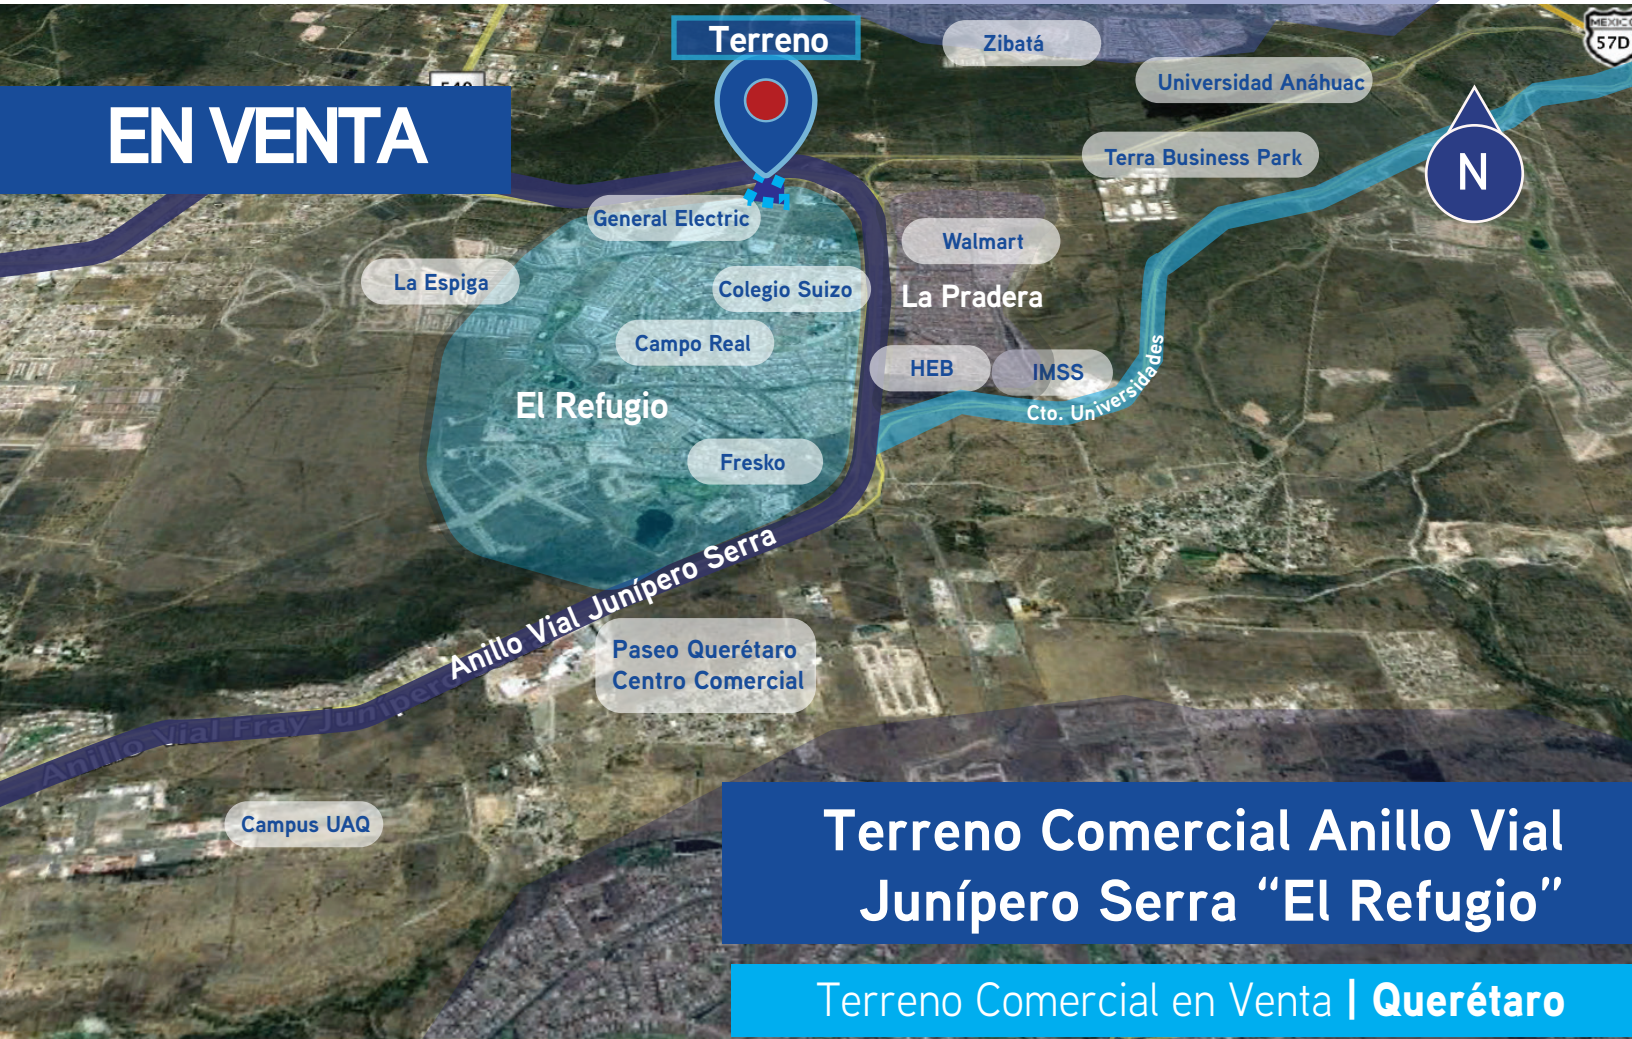 Terreno
Zibatá
MEXICO
57D
Universidad Anáhuac
EN VENTA
Terra Business Park
N
General Electric
Walmart
La Espiga
Colegio Suizo
La Pradera
Campo Real
HEB
IMSS
El Refugio
Cto. Universidades
Fresko
Anillo Vial Junípero Serra
Paseo Querétaro
Centro Comercial
Anillo Vial Fray Junípero
Campus UAQ
Terreno Comercial Anillo Vial
Junípero Serra “El Refugio”
Terreno Comercial en Venta | Querétaro